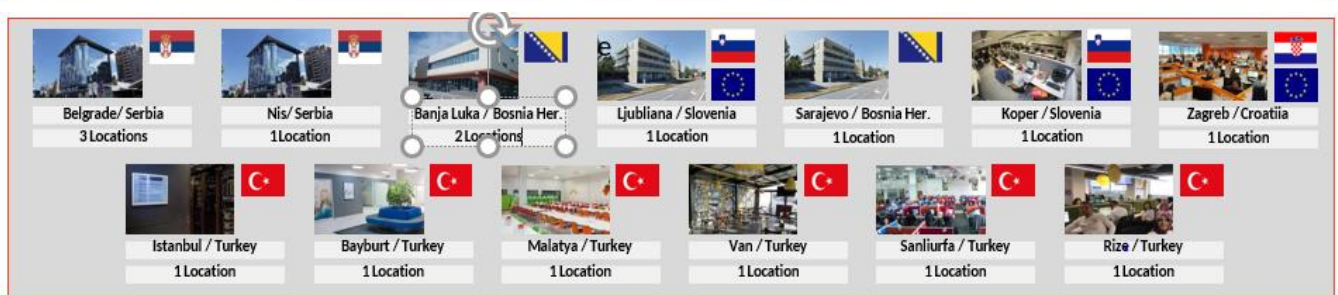 e
Belgrade/ Serbia
3 Locations
Nis/ Serbia
1 Location
Banja Luka / Bosnia Her.
2 Locations
Ljubliana / Slovenia
1 Location
Sarajevo / Bosnia Her.
1 Location
Koper / Slovenia
1 Location
Zagreb / Croatiia
1 Location
Istanbul / Turkey
1 Location
Bayburt / Turkey
1 Location
Malatya / Turkey
1 Location
Van / Turkey
1 Location
Sanliurfa / Turkey
1 Location
Rize / Turkey
1 Location